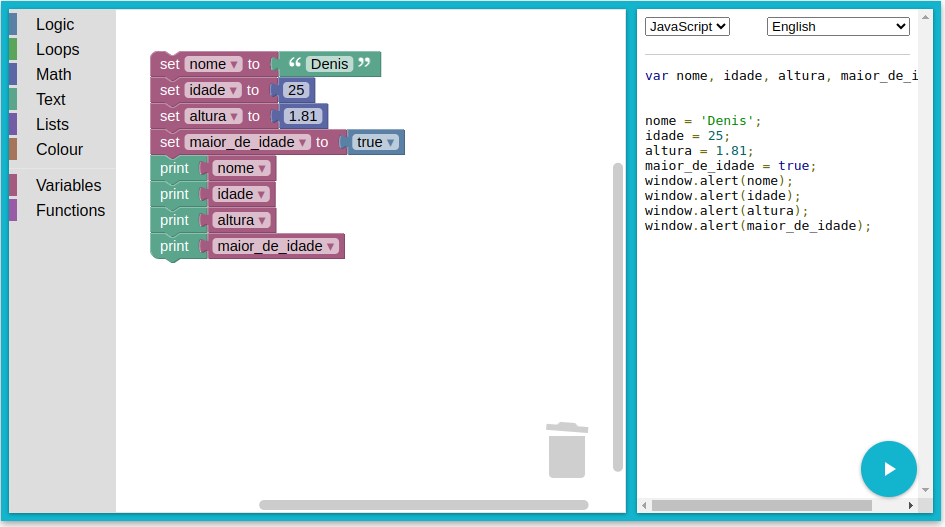 Logic
Loops
Math
Text
Lists
Colour
Variables
Functions
set nome to “ Denis ”
set idade to 25
set altura to 1.81
set maior_de_idade to true
print nome
print idade
print altura
print maior_de_idade
JavaScript English
var nome, idade, altura, maior_de_i
nome = 'Denis';
idade = 25;
altura = 1.81;
maior_de_idade = true;
window.alert(nome);
window.alert(idade);
window.alert(altura);
window.alert(maior_de_idade);